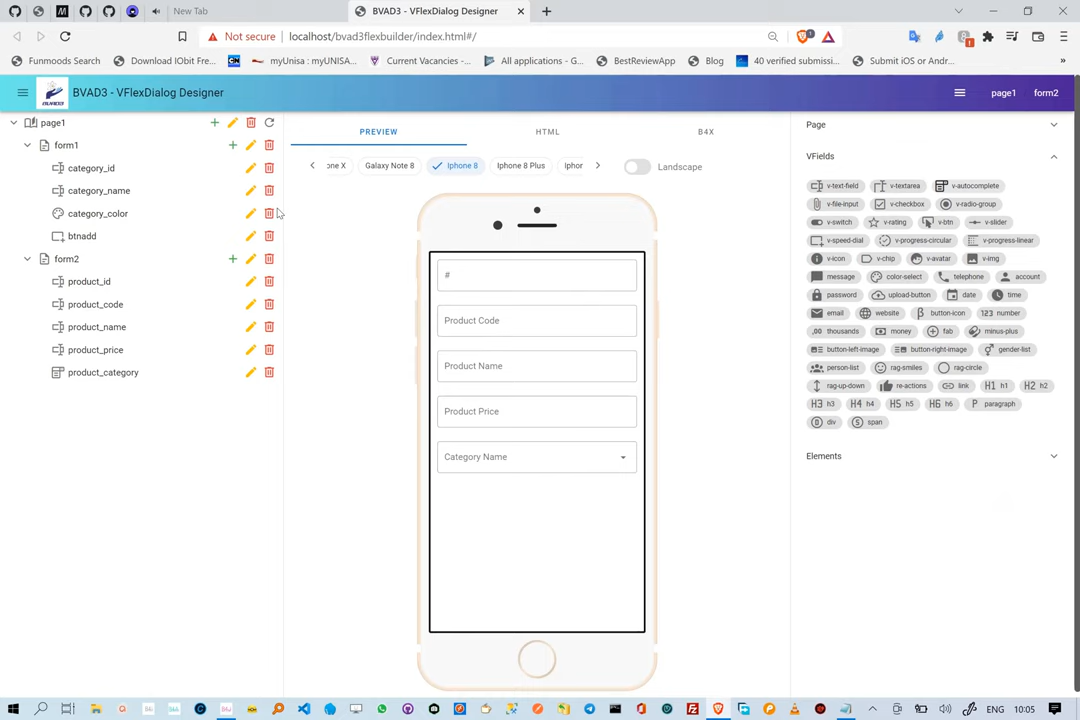 New Tab
BVAD3 - VFlexDialog Designer
Not secure
localhost/bvad3flexbuilder/index.html#/
Funmoods Search
Download IObit Fre...
myUnisa : myUNISA...
Current Vacancies -...
All applications - G...
BestReviewApp
Blog
40 verified submissi...
Submit iOS or Andr...
BVAD3 - VFlexDialog Designer
page1
form2
page1
form1
category_id
category_name
category_color
btnadd
form2
product_id
product_code
product_name
product_price
product_category
PREVIEW
HTML
B4X
one X
Galaxy Note 8
Iphone 8
Iphone 8 Plus
Iphor
Landscape
#
Product Code
Product Name
Product Price
Category Name
Page
VFields
v-text-field
v-textarea
v-autocomplete
v-file-input
v-checkbox
v-radio-group
v-switch
v-rating
v-btn
v-slider
v-speed-dial
v-progress-circular
v-progress-linear
v-icon
v-chip
v-avatar
v-img
message
color-select
telephone
account
password
upload-button
date
time
email
website
button-icon
123 number
,00 thousands
money
fab
minus-plus
button-left-image
button-right-image
gender-list
person-list
rag-smiles
rag-circle
rag-up-down
re-actions
link
H1 h1
H2 h2
H3 h3
H4 h4
H5 h5
H6 h6
P paragraph
D div
S span
Elements
ENG
10:05